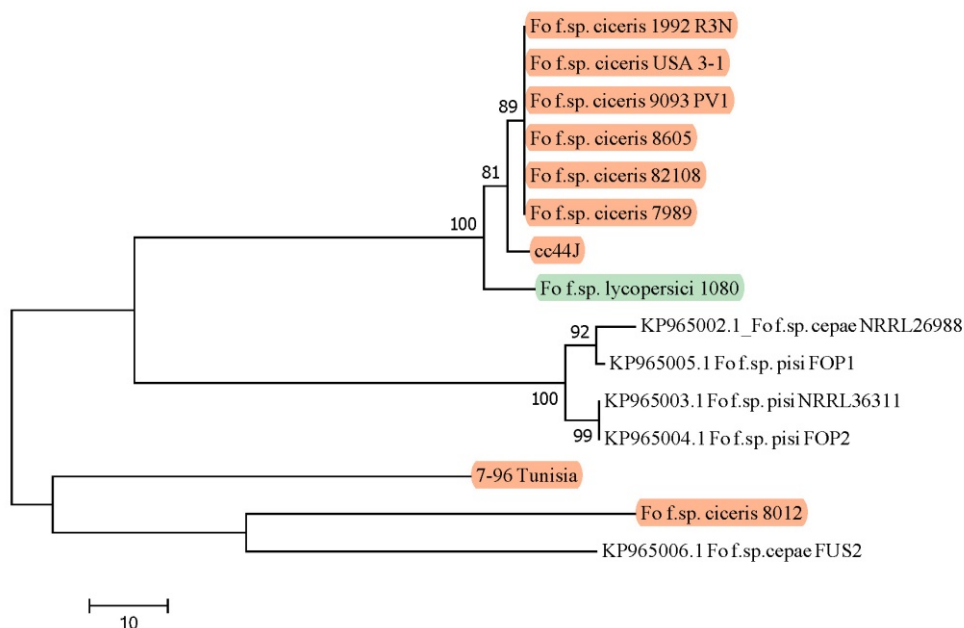 Fo f.sp. ciceris 1992 R3N
Fo f.sp. ciceris USA 3-1
89
Fo f.sp. ciceris 9093 PV1
Fo f.sp. ciceris 8605
81
Fo f.sp. ciceris 82108
Fo f.sp. ciceris 7989
100
cc44J
Fo f.sp. lycopersici 1080
92
KP965002.1_Fo f.sp. cepae NRRL26988
KP965005.1 Fo f.sp. pisi FOP1
100
KP965003.1 Fo f.sp. pisi NRRL36311
99
KP965004.1 Fo f.sp. pisi FOP2
7-96 Tunisia
Fo f.sp. ciceris 8012
KP965006.1 Fo f.sp.cepae FUS2
10